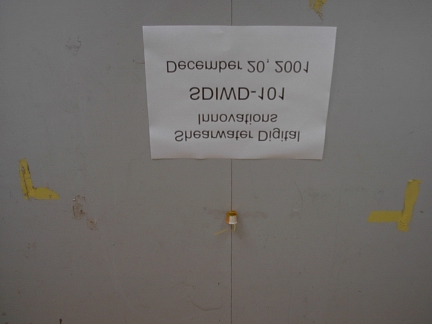 Shearwater Digital
Innovations
SDIWD-101
December 20, 2001